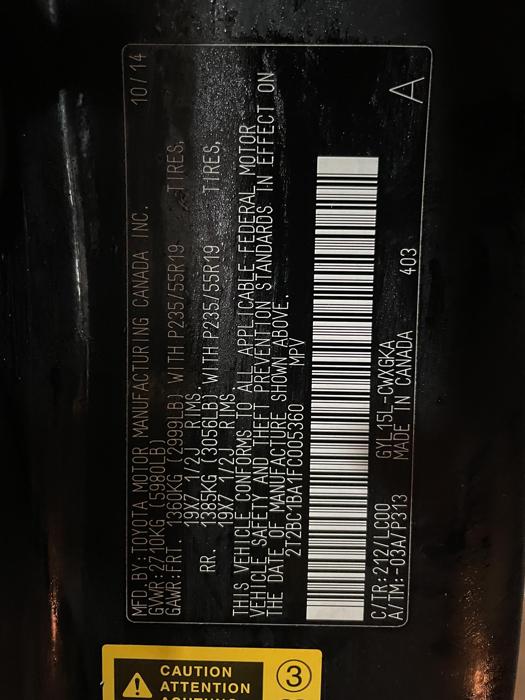 MFD.BY:TOYOTA MOTOR MANUFACTURING CANADA INC. 10/14
GVWR:2710KG (5980LB)
GAWR:FRT. 1360KG (2999LB) WITH P235/55R19 TIRES,
19X7 1/2J RIMS.
RR. 1385KG (3056LB) WITH P235/55R19 TIRES,
19X7 1/2J RIMS.
THIS VEHICLE CONFORMS TO ALL APPLICABLE FEDERAL MOTOR
VEHICLE SAFETY AND THEFT PREVENTION STANDARDS IN EFFECT ON
THE DATE OF MANUFACTURE SHOWN ABOVE.
2T2BC1BA1FC005360 MPV
A
C/TR:212/LC00 GYL15L-CWXGKA
A/TM:-03A/P313 MADE IN CANADA 403
CAUTION
ATTENTION
ACHTUNG
3